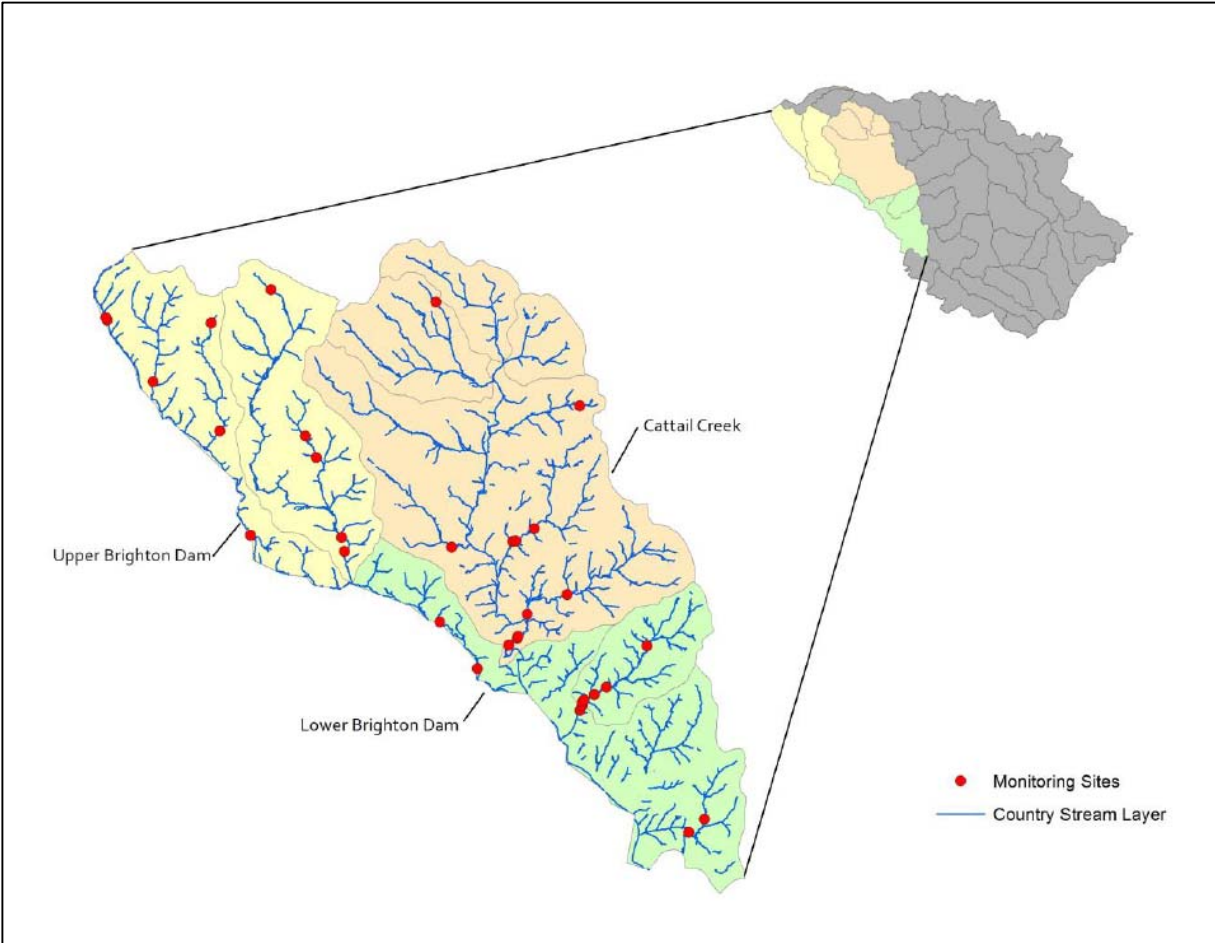 Cattail Creek
Upper Brighton Dam
Lower Brighton Dam
Monitoring Sites
Country Stream Layer